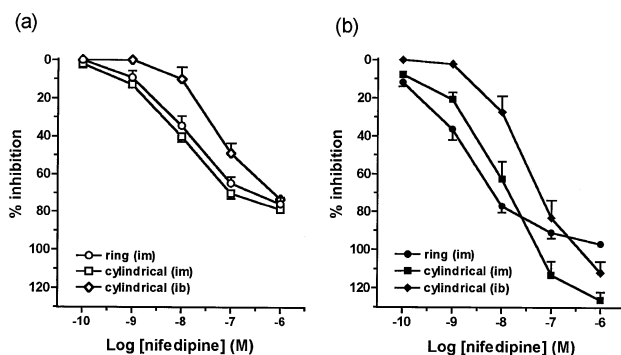 (a)
(b)
0
20
40
60
80
100
120
% inhibition
-10 -9 -8 -7 -6
Log [nifedipine] (M)
ring (im)
cylindrical (im)
cylindrical (ib)
0
20
40
60
80
100
120
% inhibition
-10 -9 -8 -7 -6
Log [nifedipine] (M)
ring (im)
cylindrical (im)
cylindrical (ib)